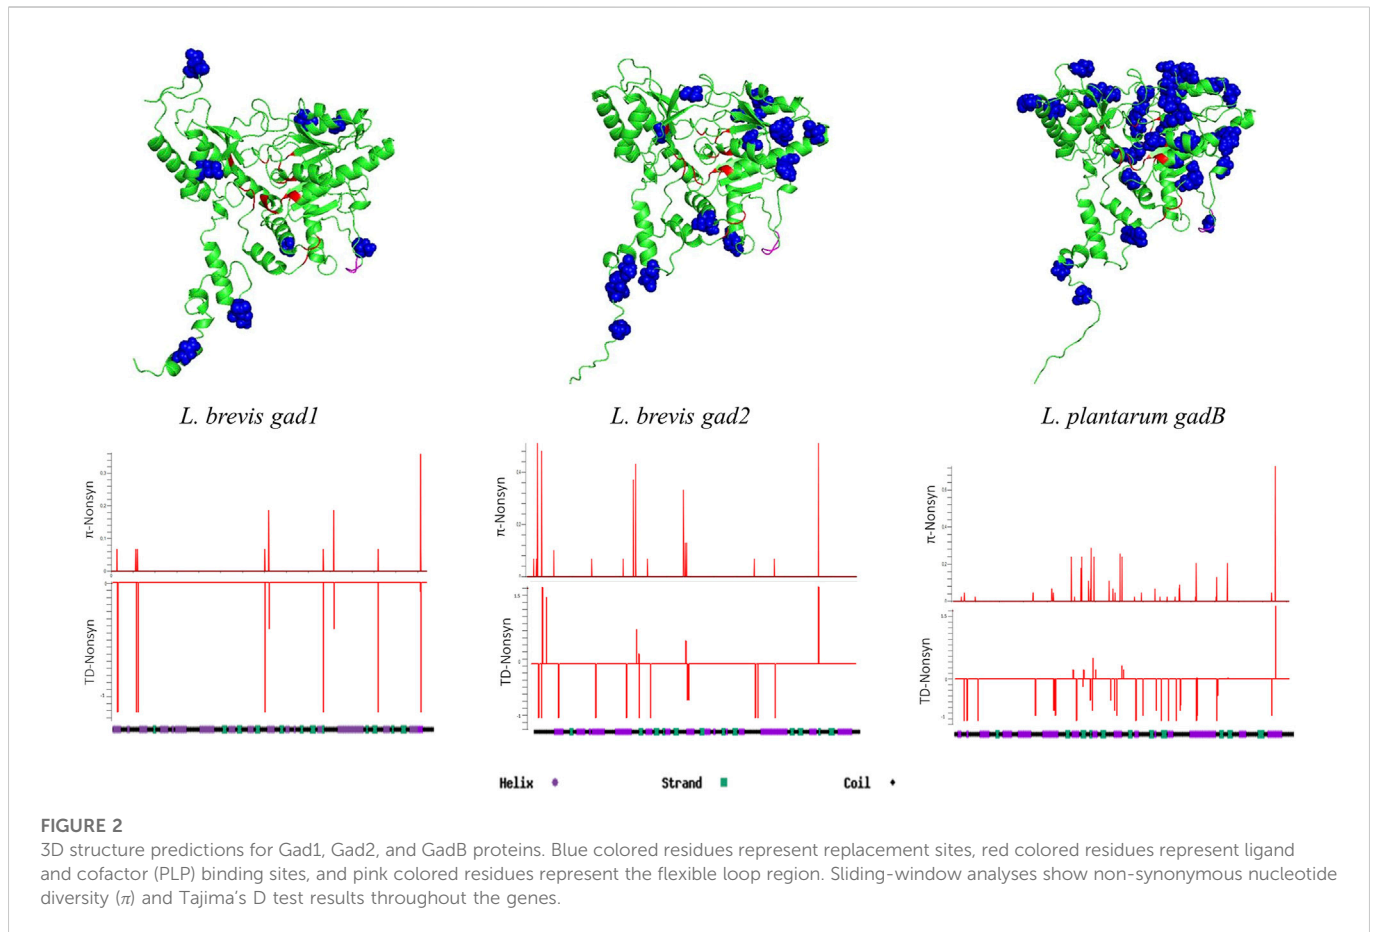 L. brevis gad1
L. brevis gad2
L. plantarum gadB
π-Nonsyn
TD-Nonsyn
π-Nonsyn
TD-Nonsyn
π-Nonsyn
TD-Nonsyn
Helix
Strand
Coil
FIGURE 2
3D structure predictions for Gad1, Gad2, and GadB proteins. Blue colored residues represent replacement sites, red colored residues represent ligand
and cofactor (PLP) binding sites, and pink colored residues represent the flexible loop region. Sliding-window analyses show non-synonymous nucleotide
diversity (π) and Tajima's D test results throughout the genes.